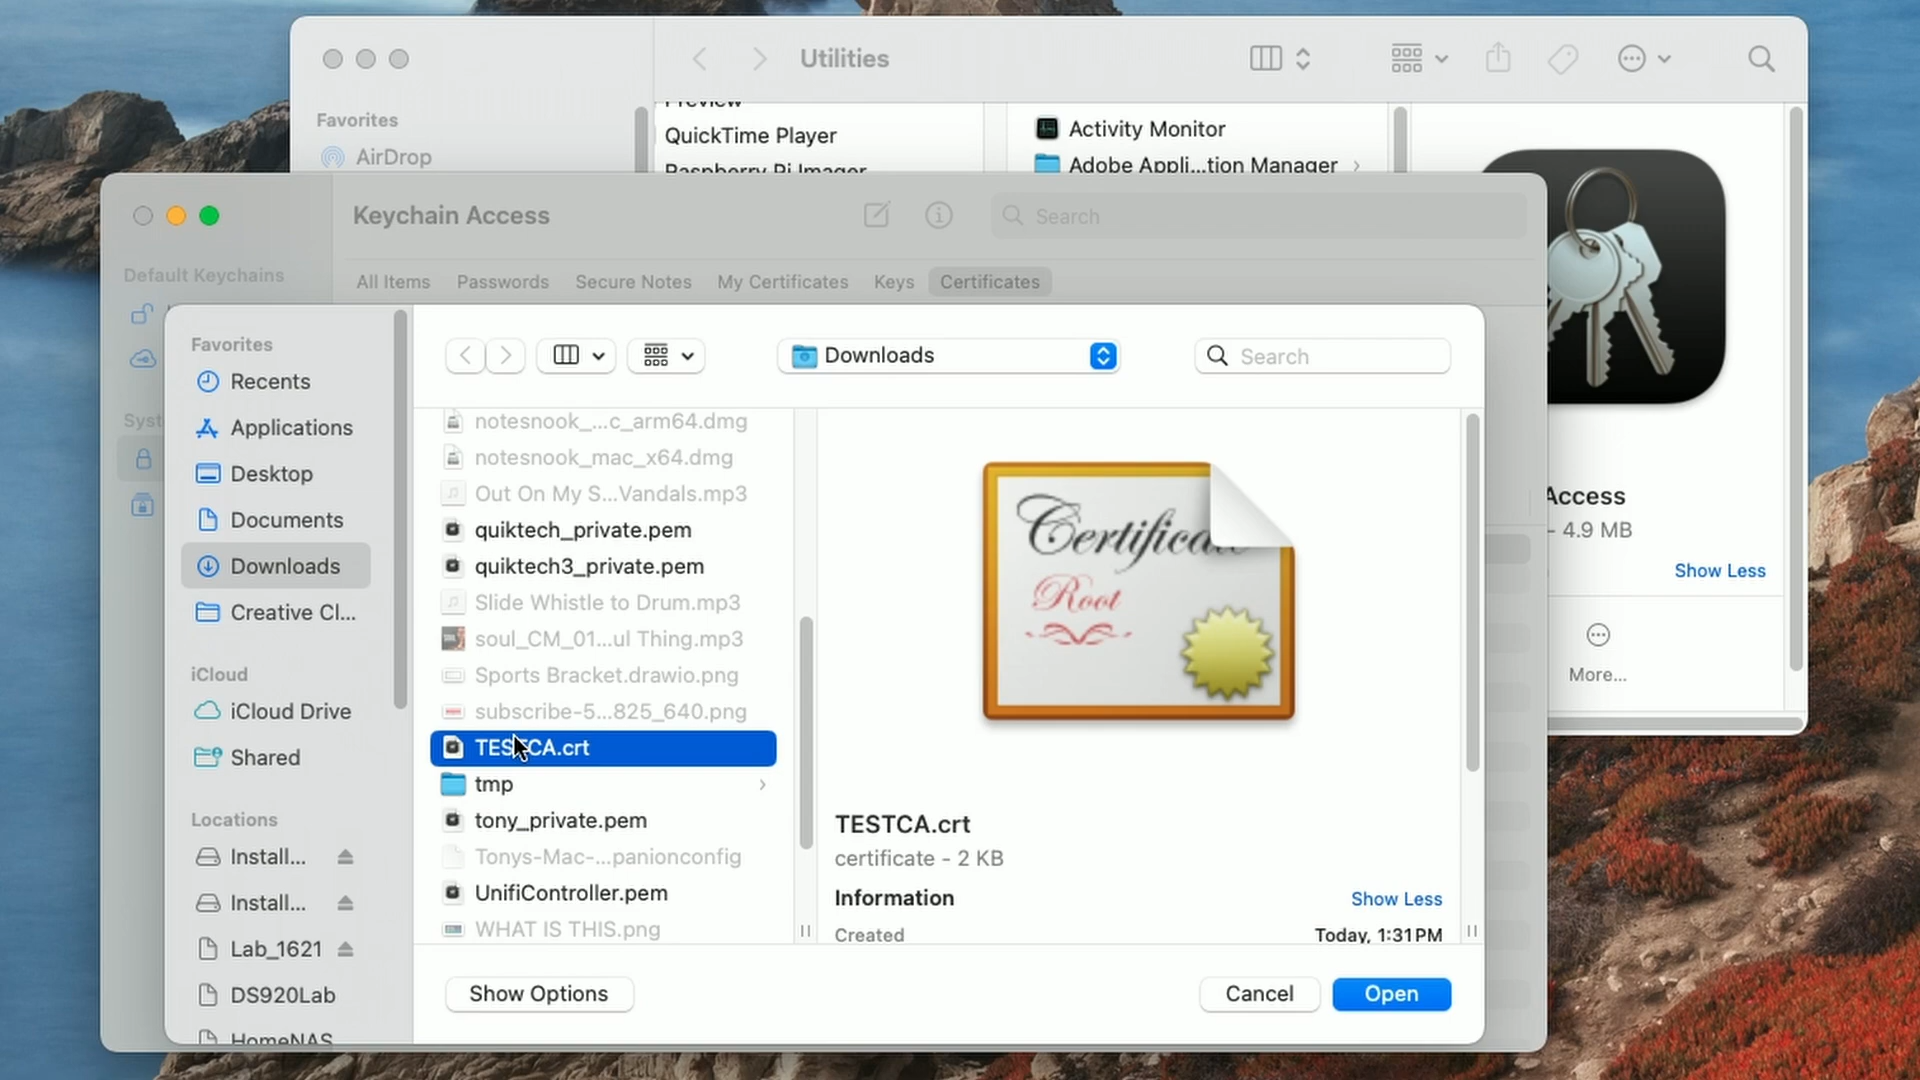 Utilities
Favorites
AirDrop
Preview
QuickTime Player
Raspberry Pi Imager
Activity Monitor
Adobe Appli...tion Manager
Access
- 4.9 MB
Show Less
More...
Keychain Access
Search
Default Keychains
Syst
All Items
Passwords
Secure Notes
My Certificates
Keys
Certificates
Favorites
Recents
Applications
Desktop
Documents
Downloads
Creative Cl...
iCloud
iCloud Drive
Shared
Locations
Install...
Install...
Lab_1621
DS920Lab
HomeNAS
Downloads
Search
notesnook_...c_arm64.dmg
notesnook_mac_x64.dmg
Out On My S...Vandals.mp3
quiktech_private.pem
quiktech3_private.pem
Slide Whistle to Drum.mp3
soul_CM_01...ul Thing.mp3
Sports Bracket.drawio.png
subscribe-5...825_640.png
TESTCA.crt
tmp
tony_private.pem
Tonys-Mac-...panionconfig
UnifiController.pem
WHAT IS THIS.png
Certificate
Root
TESTCA.crt
certificate - 2 KB
Information
Show Less
Created
Today, 1:31 PM
Show Options
Cancel
Open